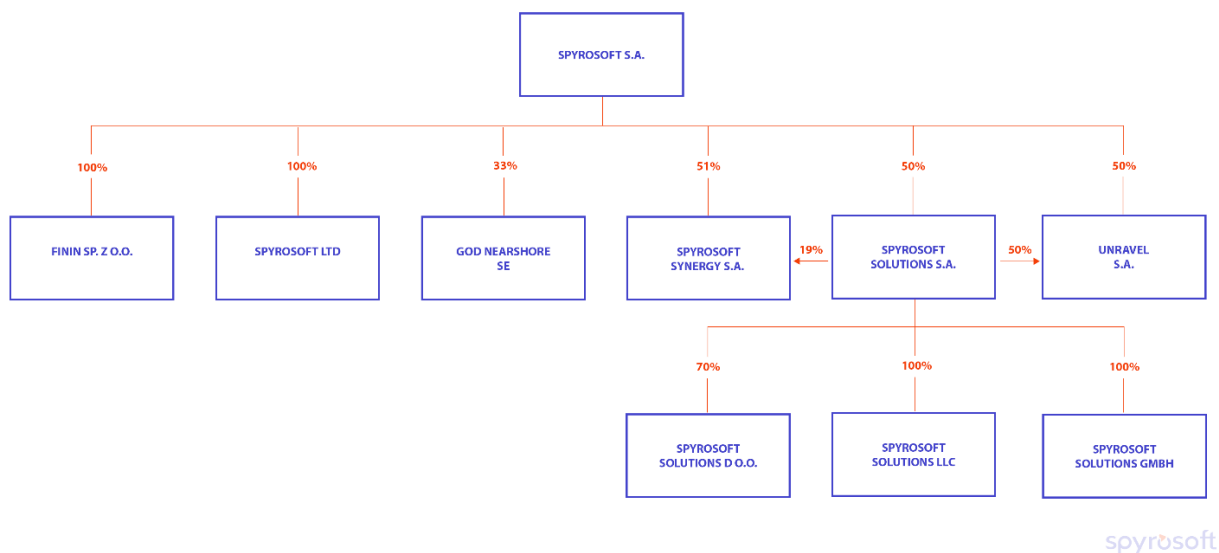 SPYROSOFT S.A.
100%
100%
33%
51%
50%
50%
FININ SP. Z O.O.
SPYROSOFT LTD
GOD NEARSHORE
SE
SPYROSOFT
SYNERGY S.A.
19%
SPYROSOFT
SOLUTIONS S.A.
50%
UNRAVEL
S.A.
70%
100%
100%
SPYROSOFT
SOLUTIONS D O.O.
SPYROSOFT
SOLUTIONS LLC
SPYROSOFT
SOLUTIONS GMBH
spyrosoft